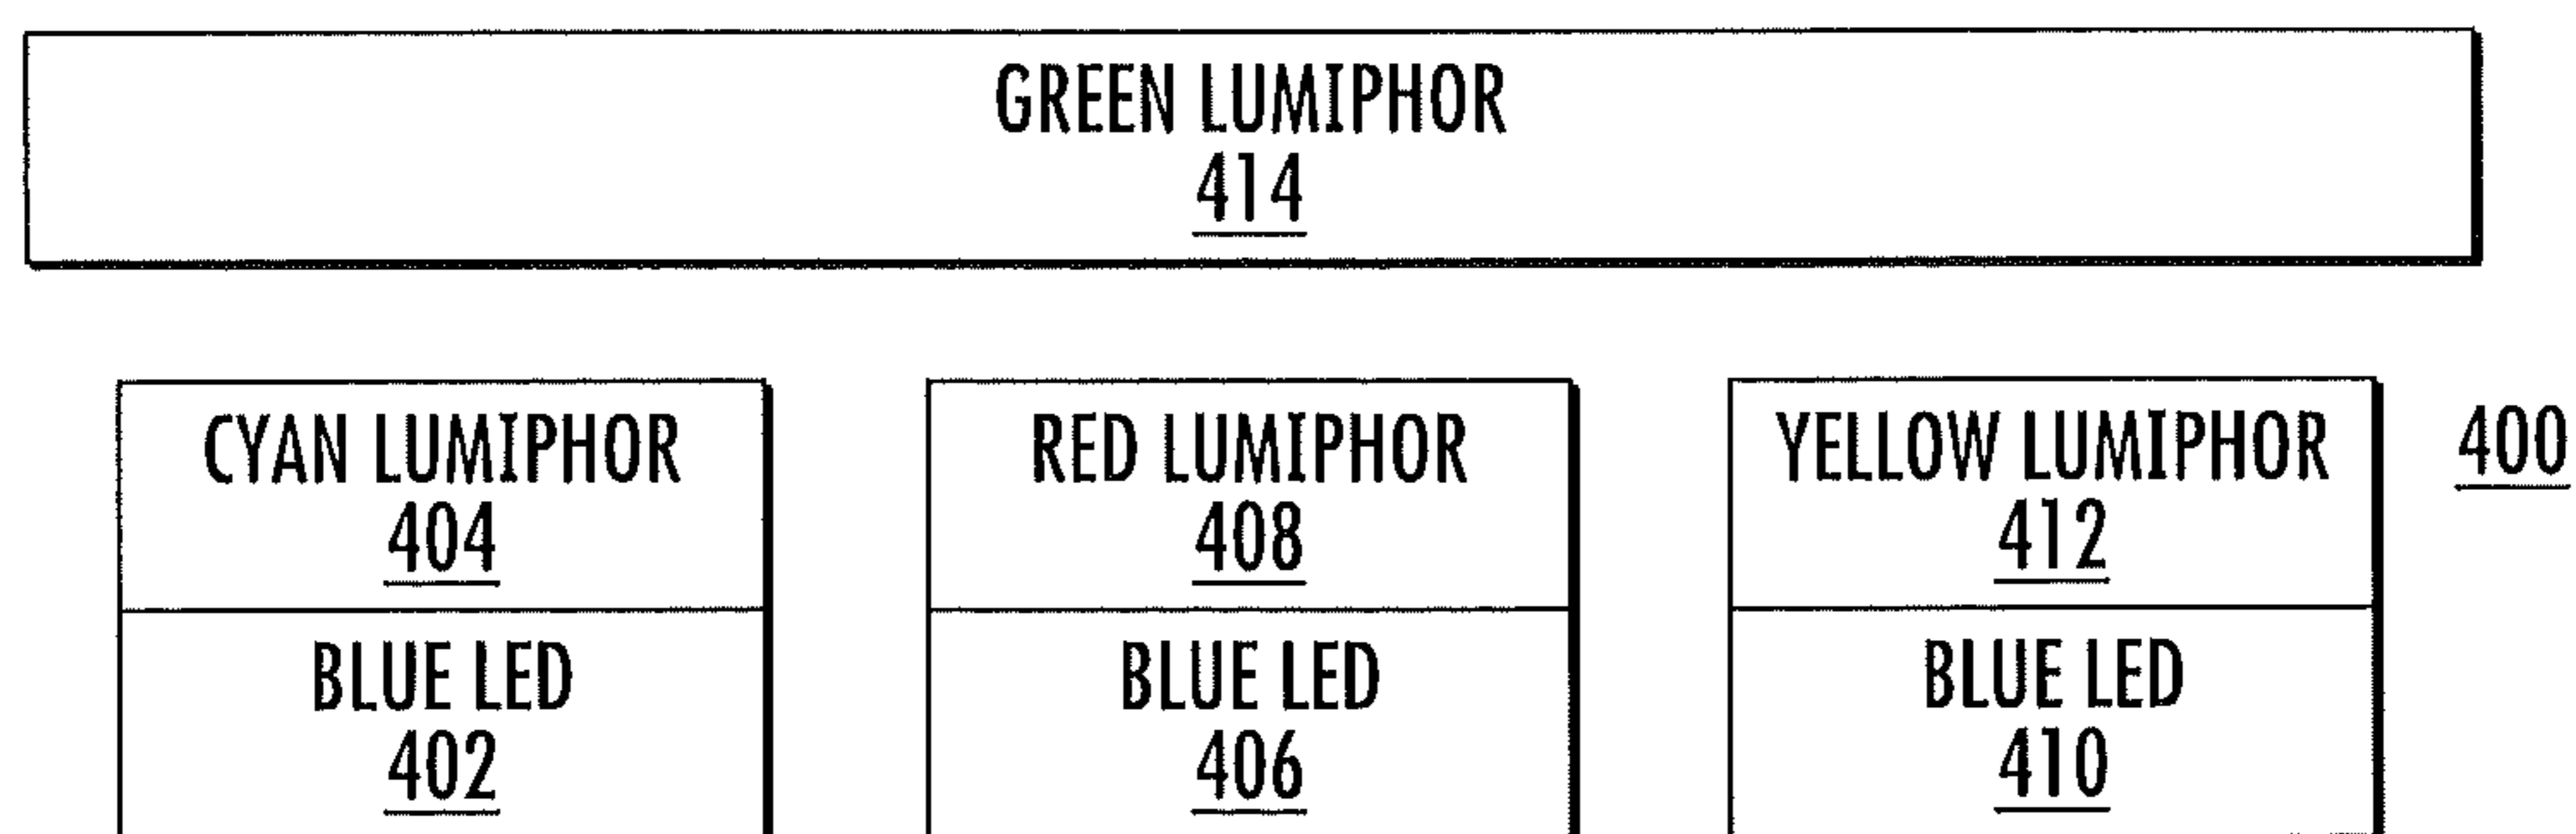 GREEN LUMIPHOR
414
CYAN LUMIPHOR
404
RED LUMIPHOR
408
YELLOW LUMIPHOR
412
400
BLUE LED
402
BLUE LED
406
BLUE LED
410